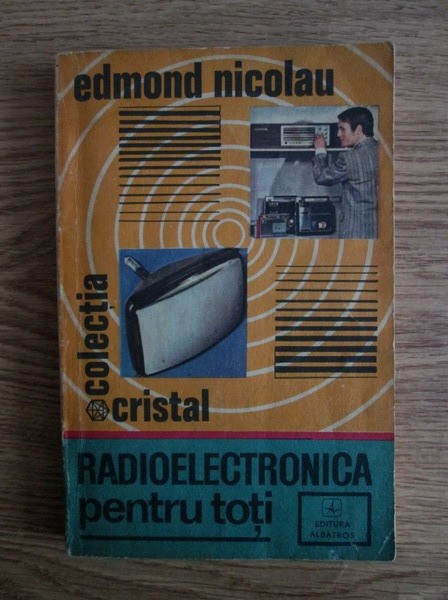 edmond nicolau
colecția
cristal
RADIOELECTRONICA
pentru toți
EDITURA
ALBATROS